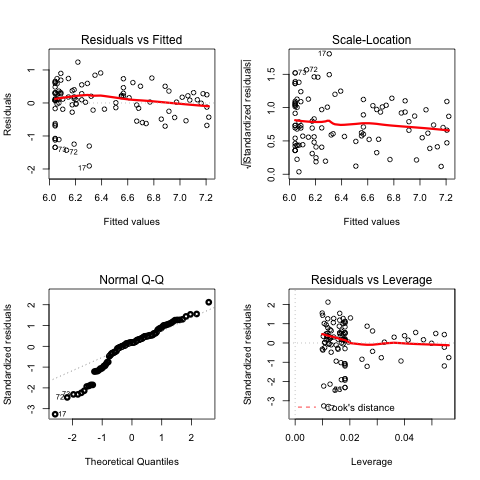 Residuals vs Fitted
Residuals
1
0
-1
-2
73
72
17
6.0 6.2 6.4 6.6 6.8 7.0 7.2
Fitted values
Scale-Location
√|Standardized residuals|
1.5
1.0
0.5
0.0
17
73
72
6.0 6.2 6.4 6.6 6.8 7.0 7.2
Fitted values
Normal Q-Q
Standardized residuals
2
1
0
-1
-2
-3
72
17
-2 -1 0 1 2
Theoretical Quantiles
Residuals vs Leverage
Standardized residuals
2
1
0
-1
-2
-3
Cook's distance
0.00 0.02 0.04
Leverage